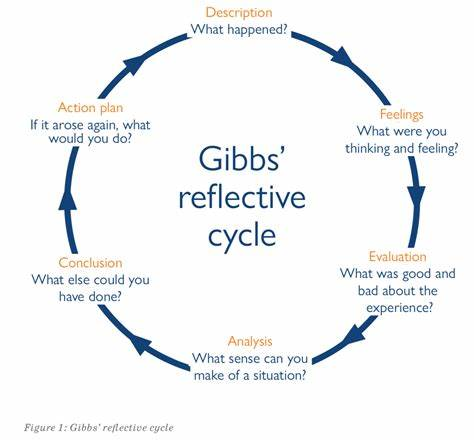 Description
What happened?
Feelings
What were you
thinking and feeling?
Evaluation
What was good and
bad about the
experience?
Analysis
What sense can you
make of a situation?
Conclusion
What else could you
have done?
Action plan
If it arose again, what
would you do?
Gibbs’
reflective
cycle
Figure 1: Gibbs’ reflective cycle